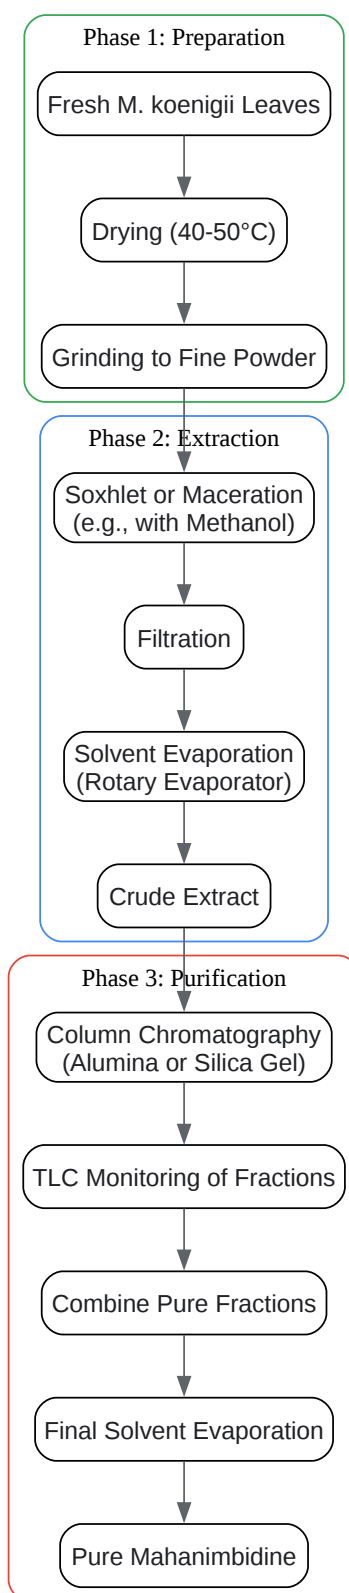 Phase 1: Preparation
Fresh M. koenigii Leaves
Drying (40-50°C)
Grinding to Fine Powder
Phase 2: Extraction
Soxhlet or Maceration
(e.g., with Methanol)
Filtration
Solvent Evaporation
(Rotary Evaporator)
Crude Extract
Phase 3: Purification
Column Chromatography
(Alumina or Silica Gel)
TLC Monitoring of Fractions
Combine Pure Fractions
Final Solvent Evaporation
Pure Mahanimbidine